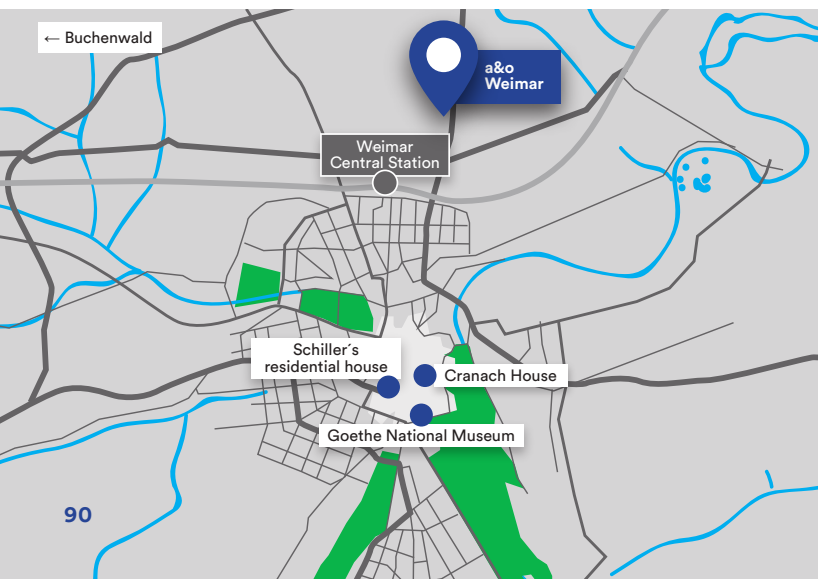 ← Buchenwald
a&o
Weimar
Weimar
Central Station
Schiller´s
residential house
Cranach House
Goethe National Museum
90